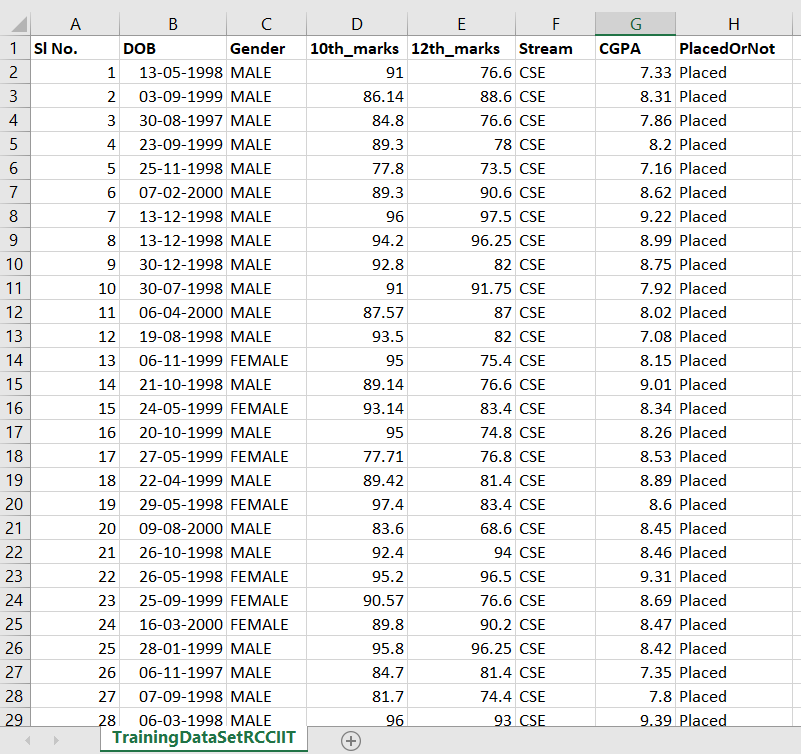 A B C D E F G H
1 Sl No. DOB Gender 10th_marks 12th_marks Stream CGPA PlacedOrNot
2 1 13-05-1998 MALE 91 76.6 CSE 7.33 Placed
3 2 03-09-1999 MALE 86.14 88.6 CSE 8.31 Placed
4 3 30-08-1997 MALE 84.8 76.6 CSE 7.86 Placed
5 4 23-09-1999 MALE 89.3 78 CSE 8.2 Placed
6 5 25-11-1998 MALE 77.8 73.5 CSE 7.16 Placed
7 6 07-02-2000 MALE 89.3 90.6 CSE 8.62 Placed
8 7 13-12-1998 MALE 96 97.5 CSE 9.22 Placed
9 8 13-12-1998 MALE 94.2 96.25 CSE 8.99 Placed
10 9 30-12-1998 MALE 92.8 82 CSE 8.75 Placed
11 10 30-07-1998 MALE 91 91.75 CSE 7.92 Placed
12 11 06-04-2000 MALE 87.57 87 CSE 8.02 Placed
13 12 19-08-1998 MALE 93.5 82 CSE 7.08 Placed
14 13 06-11-1999 FEMALE 95 75.4 CSE 8.15 Placed
15 14 21-10-1998 MALE 89.14 76.6 CSE 9.01 Placed
16 15 24-05-1999 FEMALE 93.14 83.4 CSE 8.34 Placed
17 16 20-10-1999 MALE 95 74.8 CSE 8.26 Placed
18 17 27-05-1999 FEMALE 77.71 76.8 CSE 8.53 Placed
19 18 22-04-1999 MALE 89.42 81.4 CSE 8.89 Placed
20 19 29-05-1998 FEMALE 97.4 83.4 CSE 8.6 Placed
21 20 09-08-2000 MALE 83.6 68.6 CSE 8.45 Placed
22 21 26-10-1998 MALE 92.4 94 CSE 8.46 Placed
23 22 26-05-1998 FEMALE 95.2 96.5 CSE 9.31 Placed
24 23 25-09-1999 FEMALE 90.57 76.6 CSE 8.69 Placed
25 24 16-03-2000 FEMALE 89.8 90.2 CSE 8.47 Placed
26 25 28-01-1999 MALE 95.8 96.25 CSE 8.42 Placed
27 26 06-11-1997 MALE 84.7 81.4 CSE 7.35 Placed
28 27 07-09-1998 MALE 81.7 74.4 CSE 7.8 Placed
29 28 06-03-1998 MALE 96 93 CSE 9.39 Placed
TrainingDataSetRCCIIT